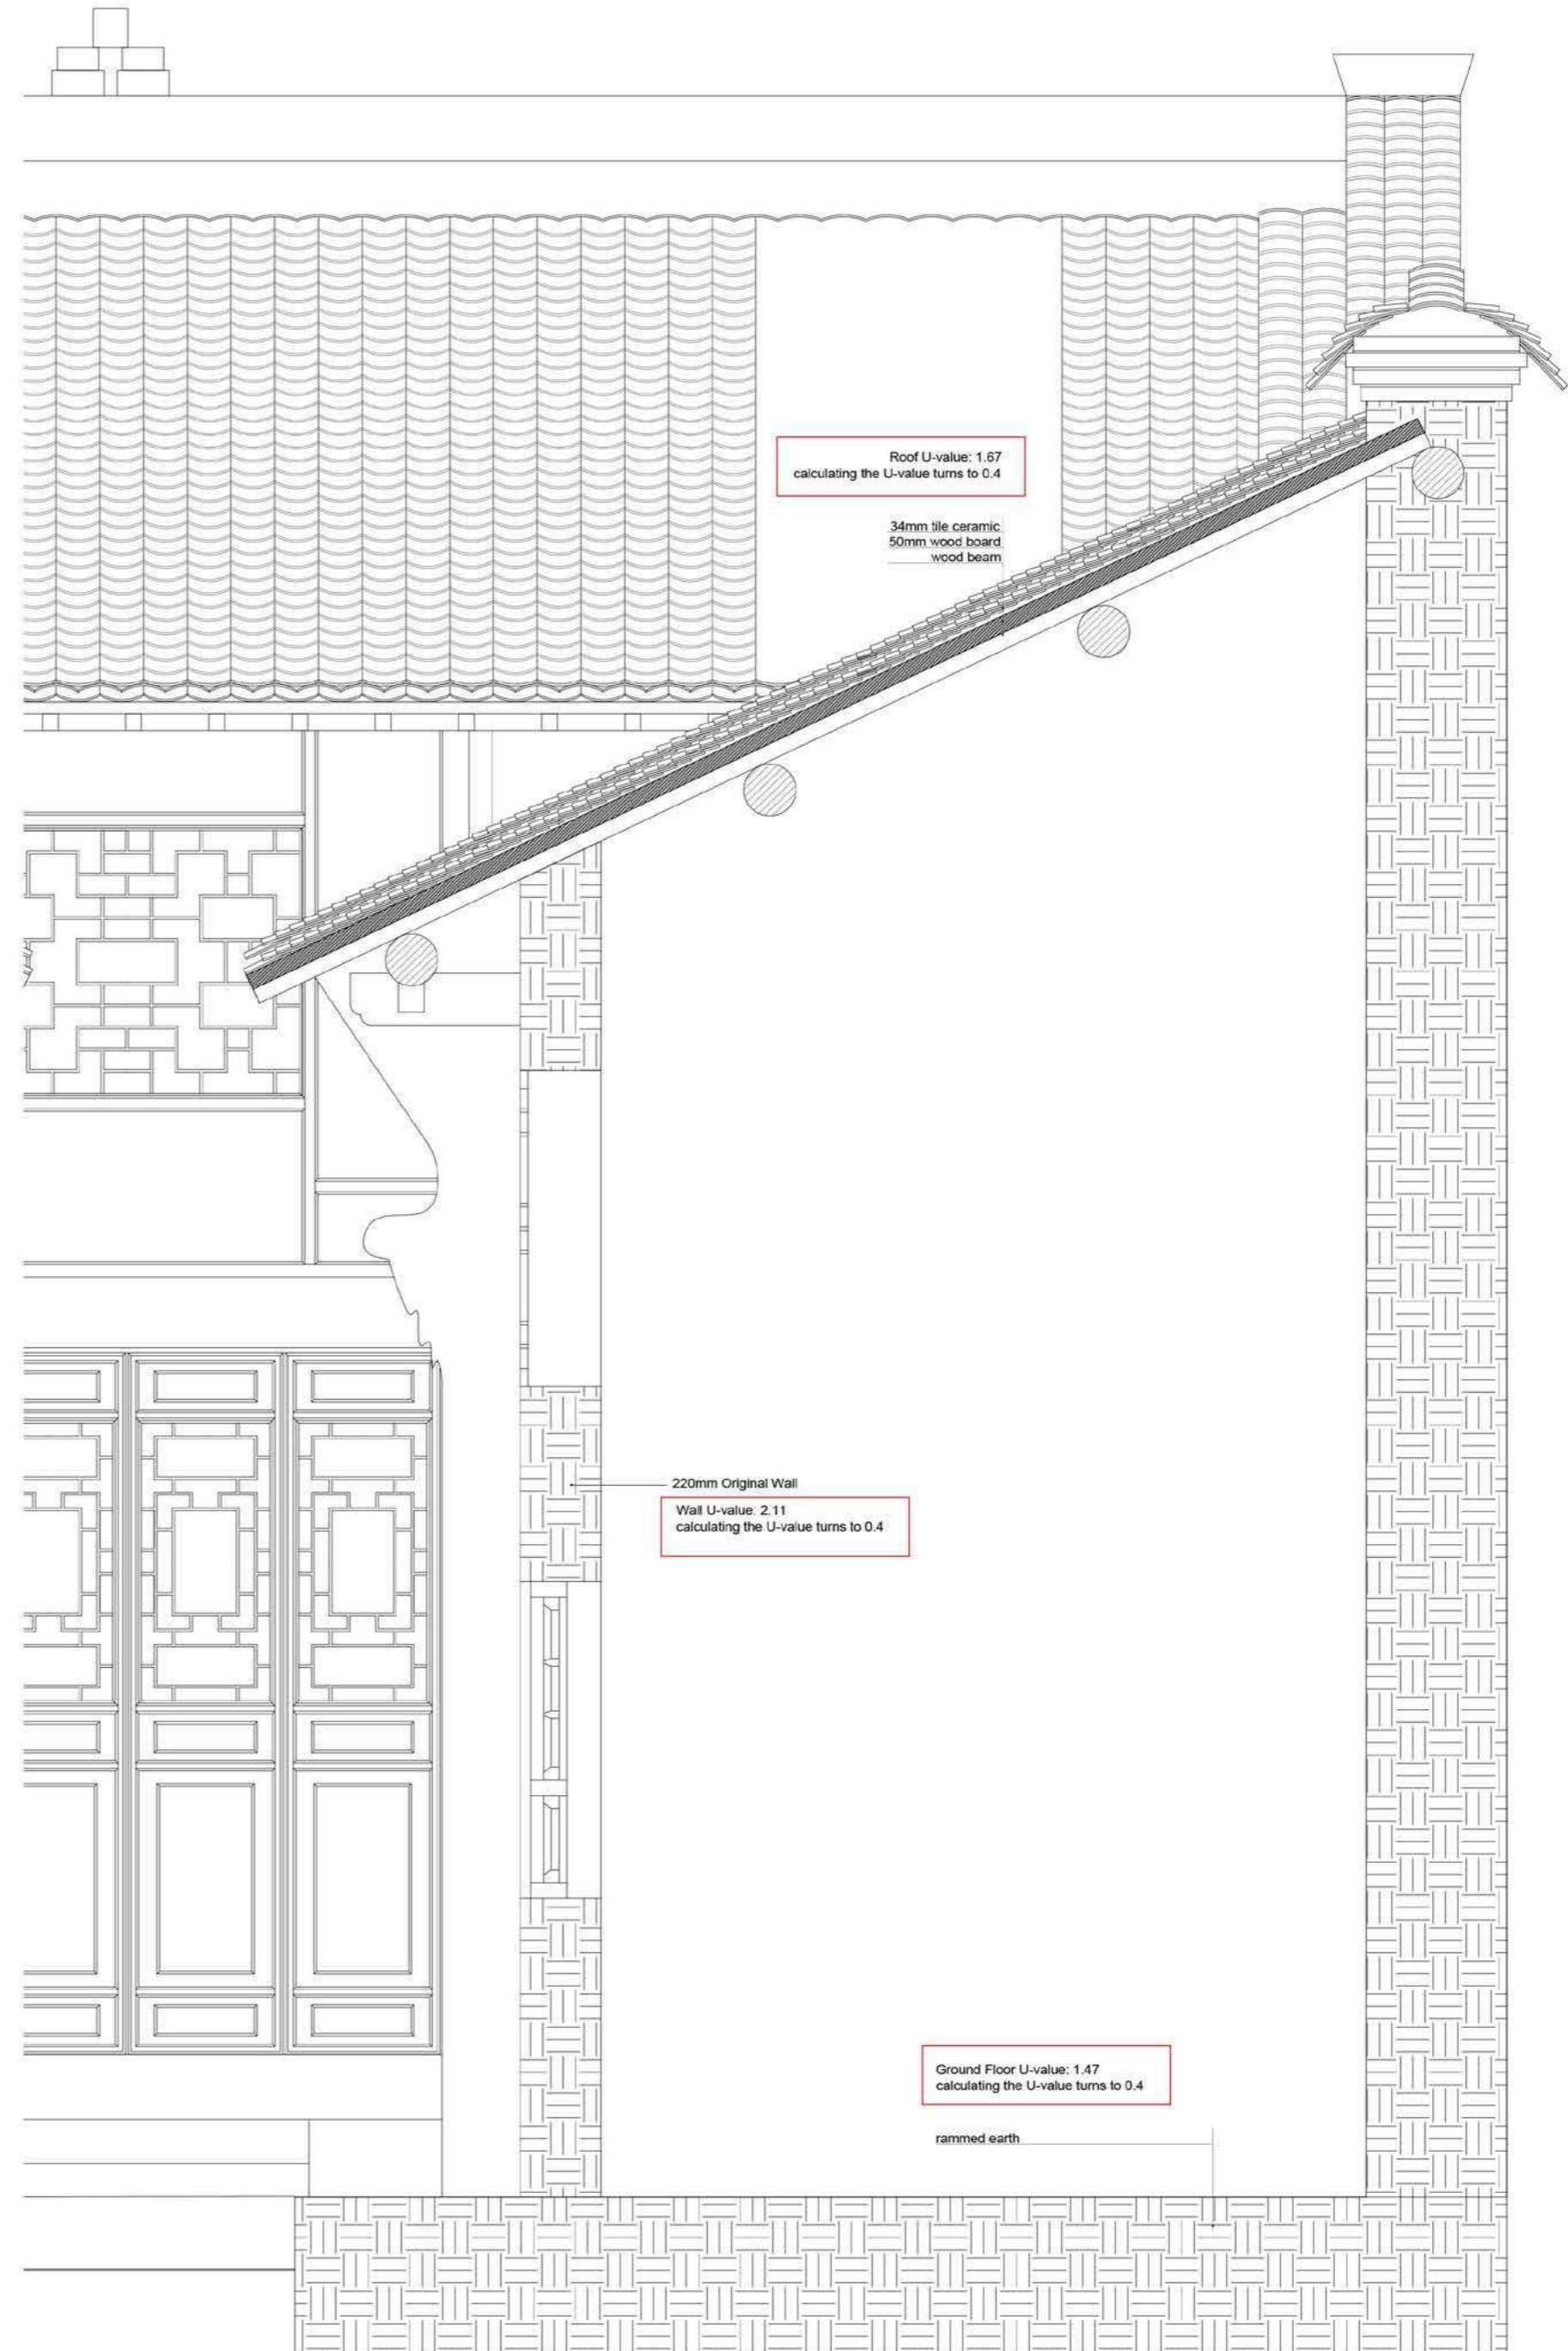 Roof U-value: 1.67
calculating the U-value turns to 0.4
34mm tile ceramic
50mm wood board
wood beam
220mm Original Wall
Wall U-value: 2.11
calculating the U-value turns to 0.4
Ground Floor U-value: 1.47
calculating the U-value turns to 0.4
rammed earth